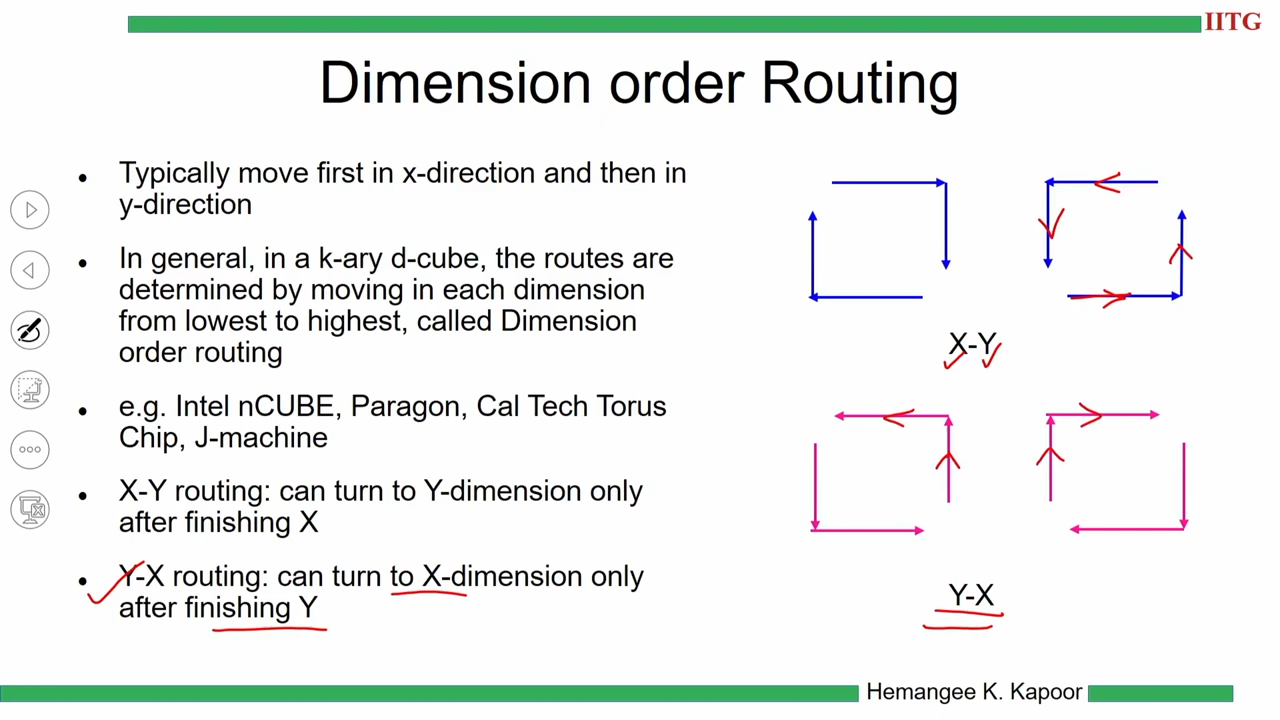 IITG
Dimension order Routing
• Typically move first in x-direction and then in
y-direction
• In general, in a k-ary d-cube, the routes are
determined by moving in each dimension
from lowest to highest, called Dimension
order routing
• e.g. Intel nCUBE, Paragon, Cal Tech Torus
Chip, J-machine
• X-Y routing: can turn to Y-dimension only
after finishing X
• Y-X routing: can turn to X-dimension only
after finishing Y
X-Y
Y-X
Hemangee K. Kapoor